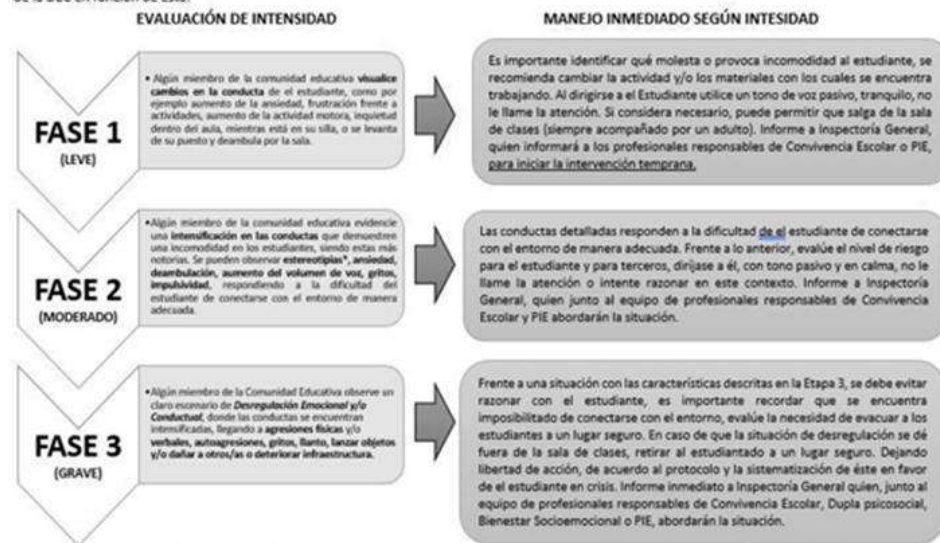 EVALUACIÓN DE INTENSIDAD
MANEJO INMEDIATO SEGÚN INTESIDAD
FASE 1
(LEVE)
• Algún miembro de la comunidad educativa visualice
cambios en la conducta de el estudiante, como por
ejemplo aumento de la ansiedad, frustración frente a
actividades, aumento de la actividad motora, inquietud
dentro del aula, mientras está en su silla, o se levanta
de su puesto y deambula por la sala.
Es importante identificar qué molesta o provoca incomodidad al estudiante, se
recomienda cambiar la actividad y/o los materiales con los cuales se encuentra
trabajando. Al dirigirse a el Estudiante utilice un tono de voz pasivo, tranquilo, no
le llame la atención. Si considera necesario, puede permitir que salga de la sala
de clases (siempre acompañado por un adulto). Informe a Inspectoría General,
quien informará a los profesionales responsables de Convivencia Escolar o PIE,
para iniciar la intervención temprana.
FASE 2
(MODERADO)
•Algún miembro de la comunidad educativa evidencie
una intensificación en las conductas que demuestren
una incomodidad en los estudiantes, siendo estas más
notorias. Se pueden observar estereotipias*, ansiedad,
deambulación, aumento del volumen de voz, gritos,
impulsividad, respondiendo a la dificultad del
estudiante de conectarse con el entorno de manera
adecuada.
Las conductas detalladas responden a la dificultad de el estudiante de conectarse
con el entorno de manera adecuada. Frente a lo anterior, evalúe el nivel de riesgo
para el estudiante y para terceros, diríjase a él, con tono pasivo y en calma, no le
llame la atención o intente razonar en este contexto. Informe a Inspectoría
General, quien junto al equipo de profesionales responsables de Convivencia
Escolar y PIE abordarán la situación.
FASE 3
(GRAVE)
•Algún miembro de la Comunidad Educativa observe un
claro escenario de Desregulación Emocional y/o
Conductual, donde las conductas se encuentran
intensificadas, llegando a agresiones físicas y/o
verbales, autoagresiones, gritos, llanto, lanzar objetos
y/o dañar a otros/as o deteriorar infraestructura.
Frente a una situación con las características descritas en la Etapa 3, se debe evitar
razonar con el estudiante, es importante recordar que se encuentra
imposibilitado de conectarse con el entorno, evalúe la necesidad de evacuar a los
estudiantes a un lugar seguro. En caso de que la situación de desregulación se dé
fuera de la sala de clases, retirar al estudiantado a un lugar seguro. Dejando
libertad de acción, de acuerdo al protocolo y la sistematización de éste en favor
de el estudiante en crisis. Informe inmediato a Inspectoría General quien, junto al
equipo de profesionales responsables de Convivencia Escolar, Dupla psicosocial,
Bienestar Socioemocional o PIE, abordarán la situación.